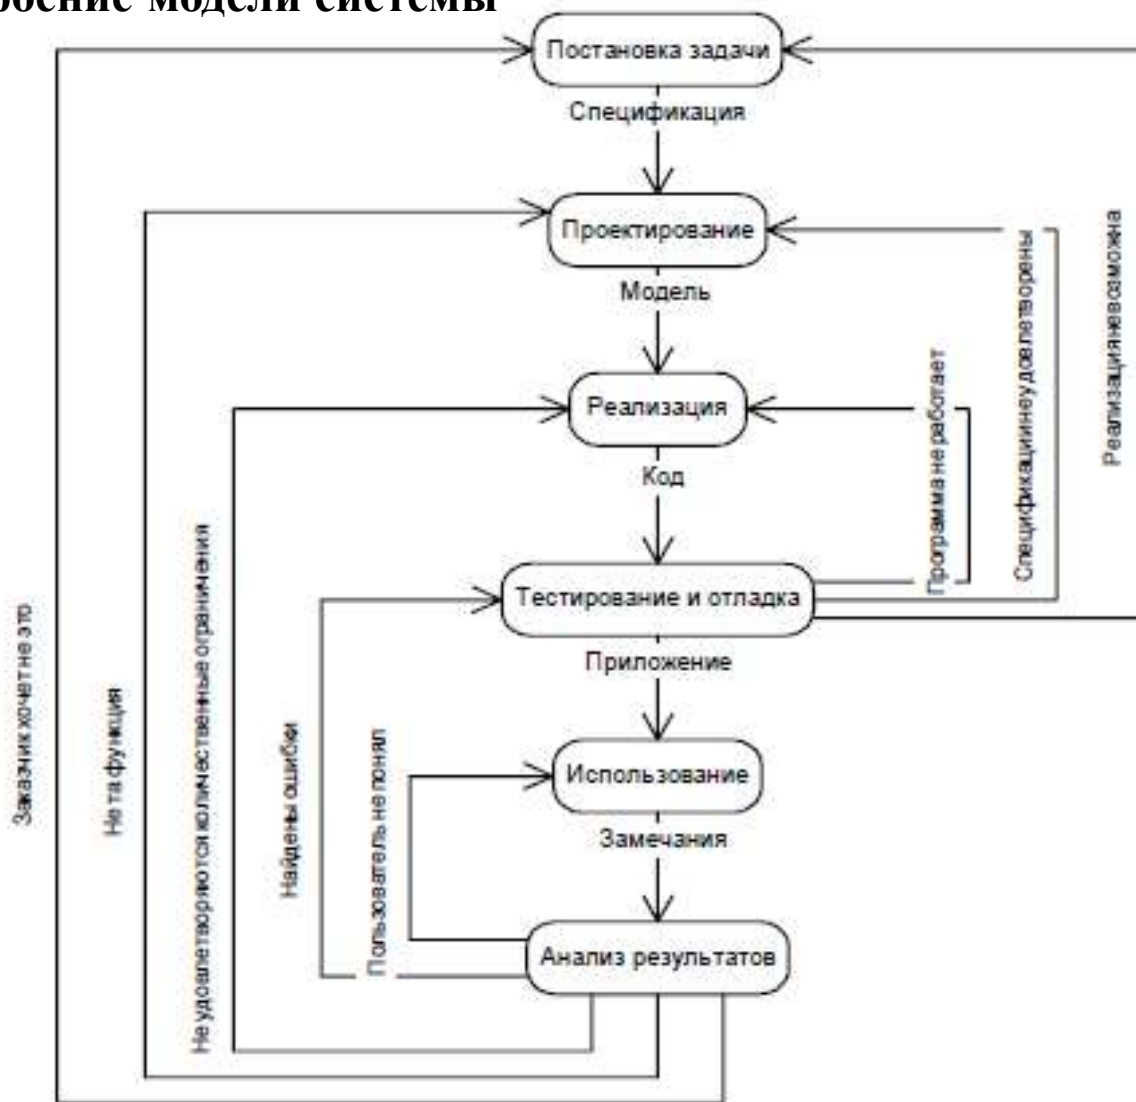 модели системы
Постановка задачи
Спецификация
Проектирование
Модель
Реализация
Код
Тестирование и отладка
Приложение
Использование
Замечания
Анализ результатов
Заказчик хочет не это
Не та функция
Не удовлетворяются количественные ограничения
Найдены ошибки
Пользователь не понял
Программа не работает
Спецификации не удовлетворены
Реализация невозможна